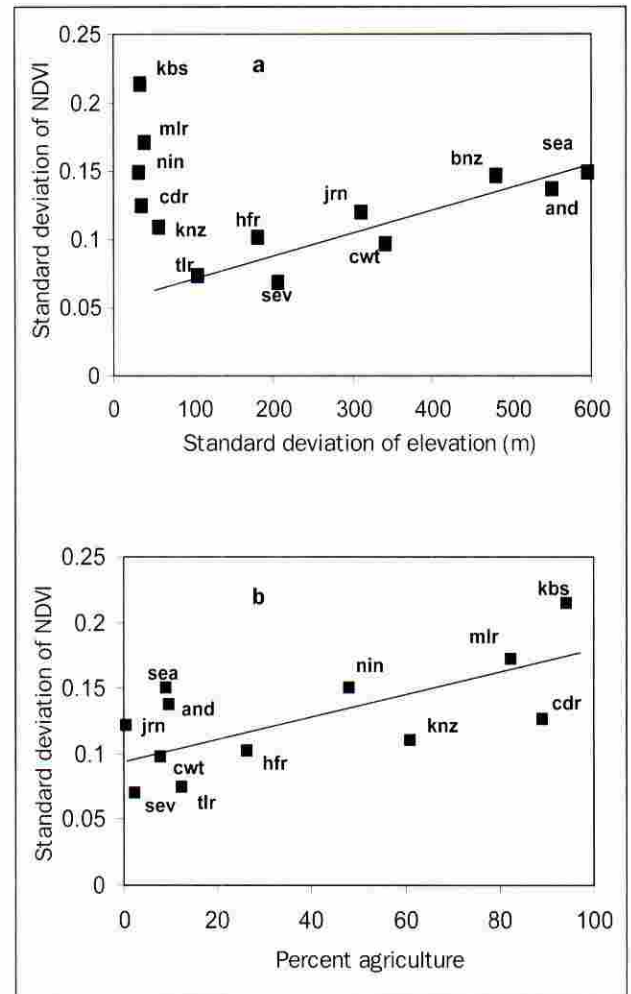 0.25
kbs
a
0.2
mlr
sea
nin
bnz
0.15
cdr
jrn
and
knz
hfr
0.1
cwt
tlr
sev
0.05
0
0 100 200 300 400 500 600
Standard deviation of NDVI
Standard deviation of elevation (m)
0.25
b
kbs
0.2
mlr
sea
nin
0.15
and
cdr
jrn
knz
0.1
cwt
hfr
sev
tlr
0.05
0
0 20 40 60 80 100
Standard deviation of NDVI
Percent agriculture